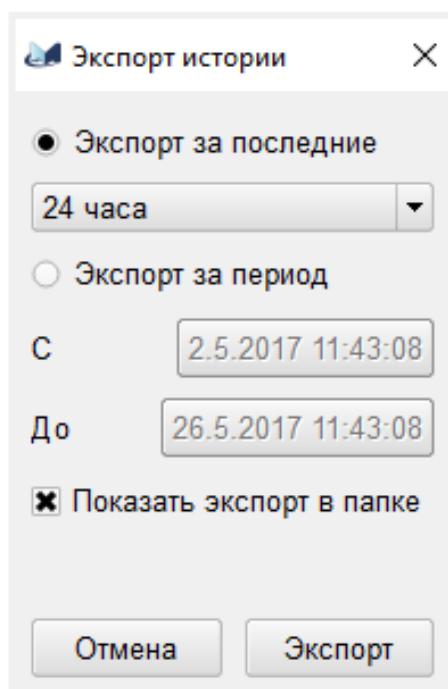 Экспорт истории
Экспорт за последние
24 часа
Экспорт за период
С 2.5.2017 11:43:08
До 26.5.2017 11:43:08
Показать экспорт в папке
Отмена Экспорт